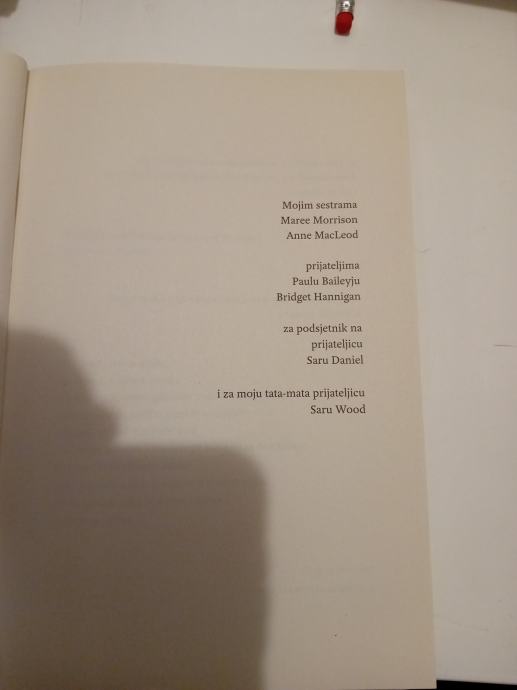 Mojim sestrama
Maree Morrison
Anne MacLeod
prijateljima
Paulu Baileyju
Bridget Hannigan
za podsjetnik na
prijateljicu
Saru Daniel
i za moju tata-mata prijateljicu
Saru Wood